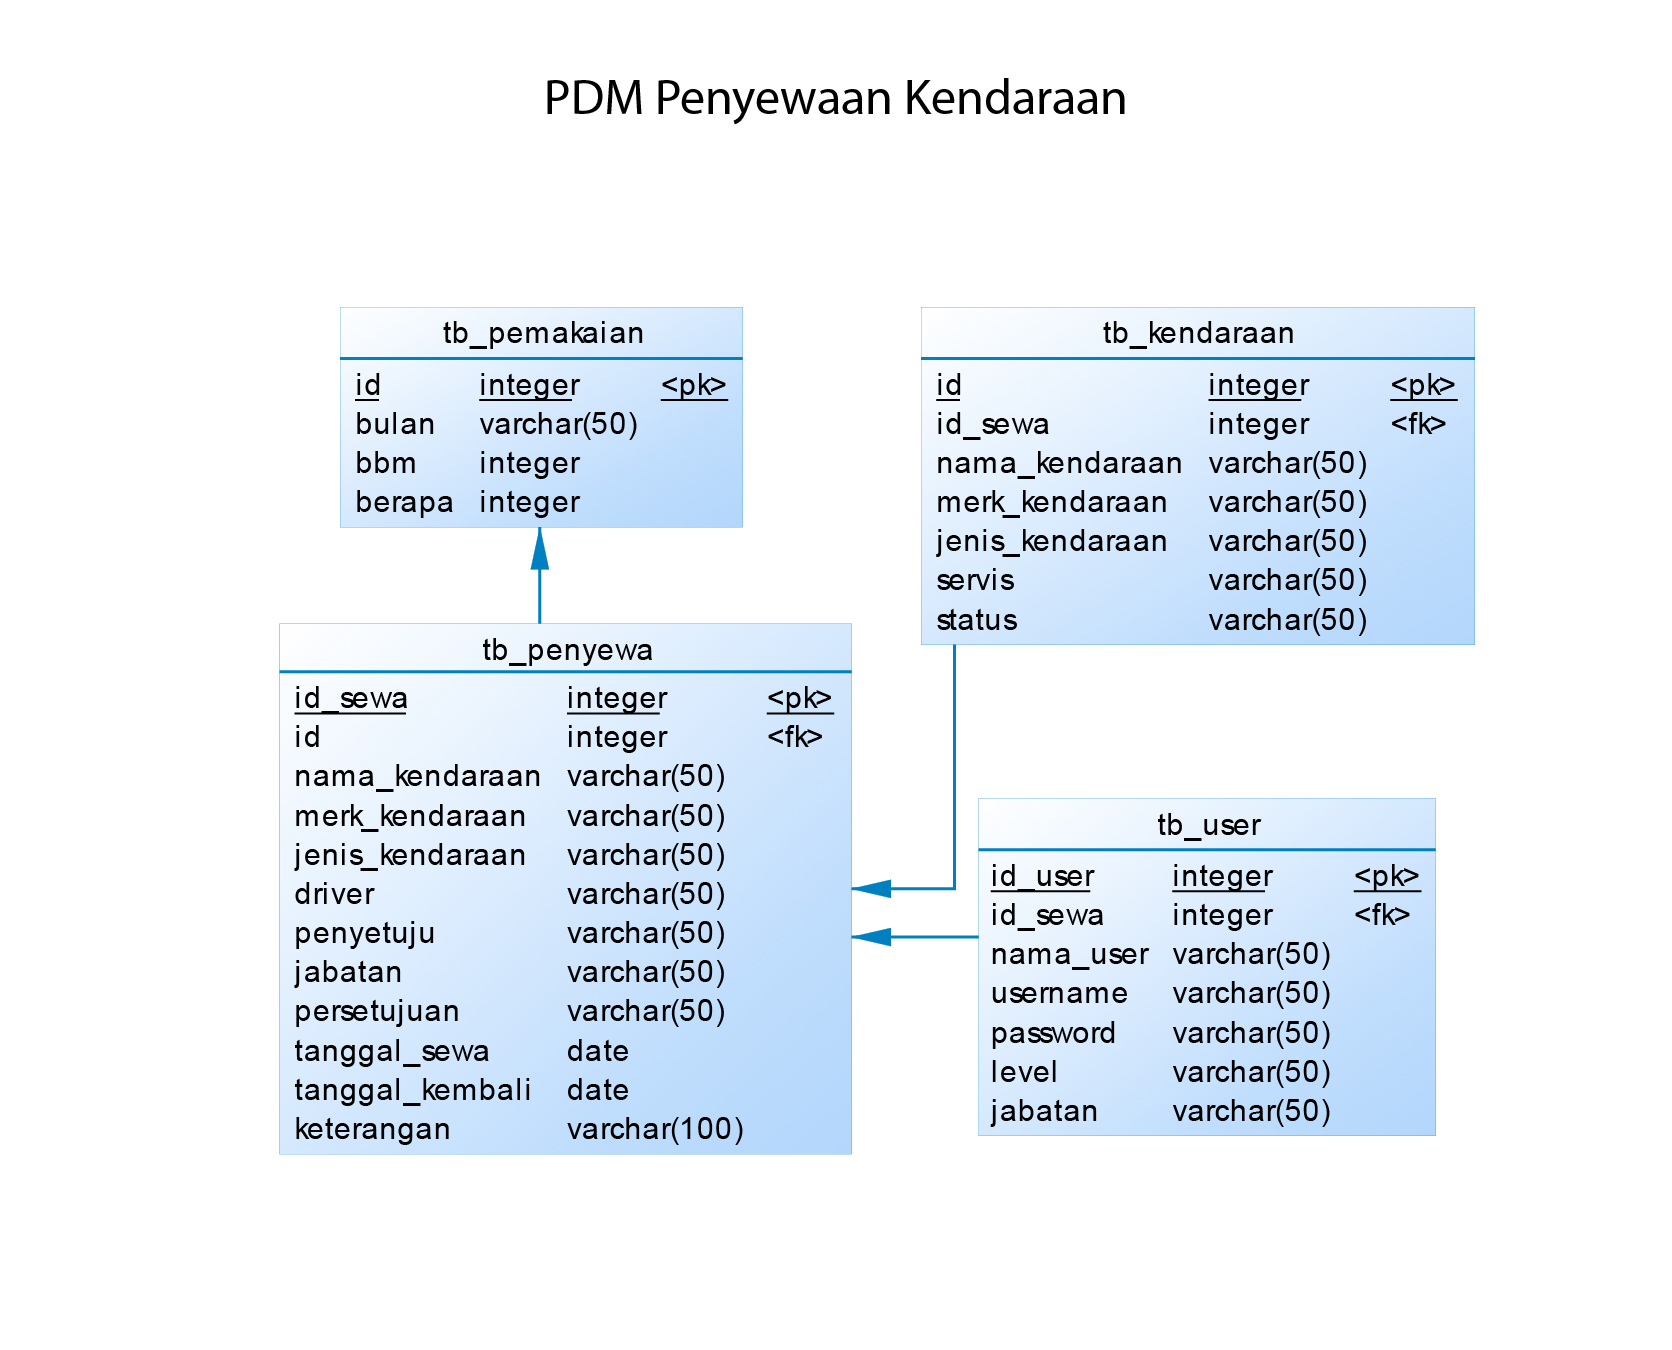 PDM Penyewaan Kendaraan
tb_pemakaian
id integer <pk>
bulan varchar(50)
bbm integer
berapa integer
tb_kendaraan
id integer <pk>
id_sewa integer <fk>
nama_kendaraan varchar(50)
merk_kendaraan varchar(50)
jenis_kendaraan varchar(50)
servis varchar(50)
status varchar(50)
tb_penyewa
id_sewa integer <pk>
id integer <fk>
nama_kendaraan varchar(50)
merk_kendaraan varchar(50)
jenis_kendaraan varchar(50)
driver varchar(50)
penyetuju varchar(50)
jabatan varchar(50)
persetujuan varchar(50)
tanggal_sewa date
tanggal_kembali date
keterangan varchar(100)
tb_user
id_user integer <pk>
id_sewa integer <fk>
nama_user varchar(50)
username varchar(50)
password varchar(50)
level varchar(50)
jabatan varchar(50)